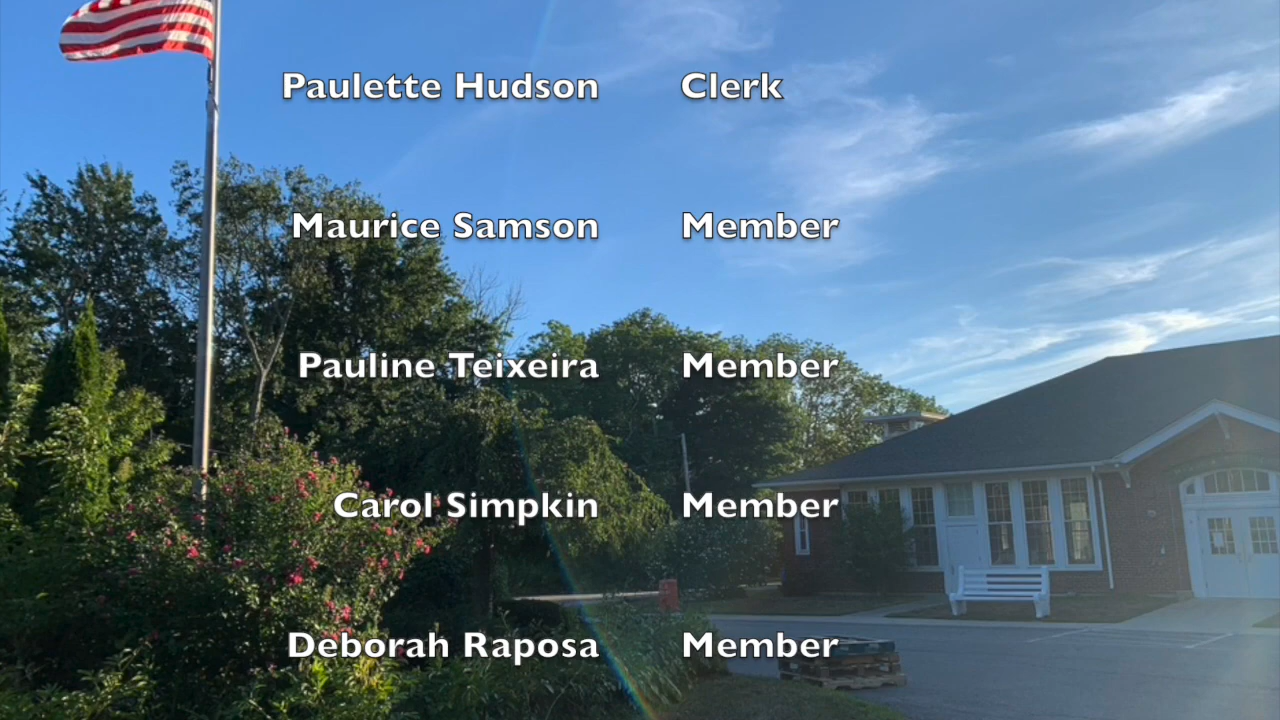 Paulette Hudson Clerk
Maurice Samson Member
Pauline Teixeira Member
Carol Simpkin Member
Deborah Raposa Member